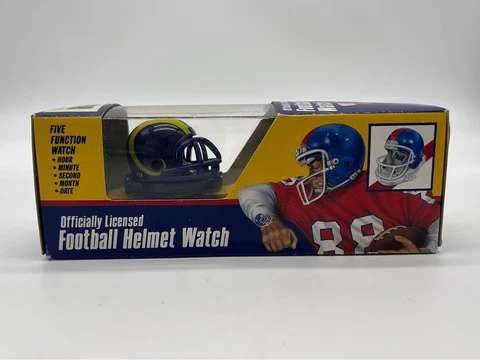 FIVE
FUNCTION
WATCH
• HOUR
• MINUTE
• SECOND
• MONTH
• DATE
Officially Licensed
Football Helmet Watch
88